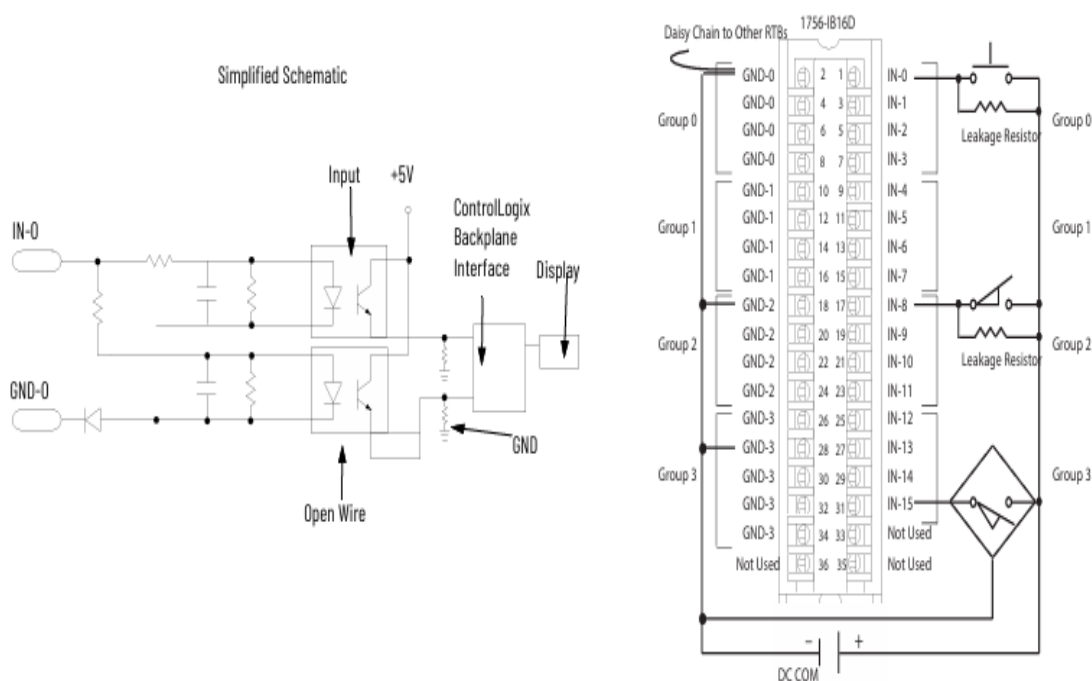 Simplified Schematic
Input
+5V
ControlLogix
Backplane
Interface
Display
IN-0
GND-0
GND
Open Wire
1756-IB16D
Daisy Chain to Other RTBs
GND-0 2 1 IN-0
GND-0 4 3 IN-1
Group 0 Group 0
GND-0 6 5 IN-2
Leakage Resistor
GND-0 8 7 IN-3
GND-1 10 9 IN-4
GND-1 12 11 IN-5
Group 1 Group 1
GND-1 14 13 IN-6
GND-1 16 15 IN-7
GND-2 18 17 IN-8
GND-2 20 19 IN-9
Group 2 Group 2
GND-2 22 21 IN-10
Leakage Resistor
GND-2 24 23 IN-11
GND-3 26 25 IN-12
GND-3 28 27 IN-13
Group 3 GND-3 30 29 IN-14 Group 3
GND-3 32 31 IN-15
GND-3 34 33 Not Used
Not Used 36 35 Not Used
– +
DC COM